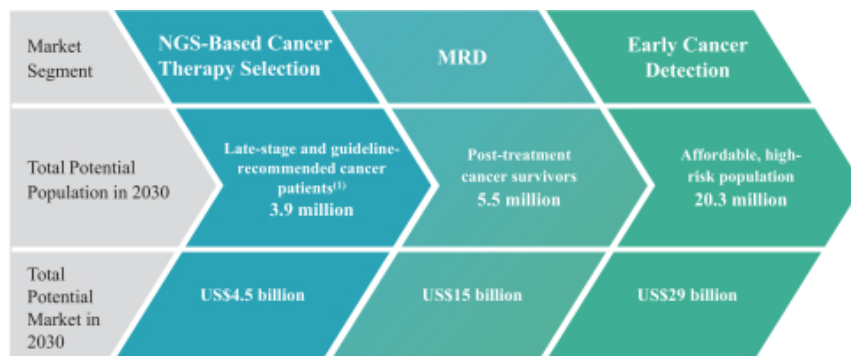 Market
Segment
NGS-Based Cancer
Therapy Selection
MRD
Early Cancer
Detection
Total Potential
Population in 2030
Late-stage and guideline-
recommended cancer
patients(1)
3.9 million
Post-treatment
cancer survivors
5.5 million
Affordable, high-
risk population
20.3 million
Total
Potential
Market in
2030
US$4.5 billion
US$15 billion
US$29 billion